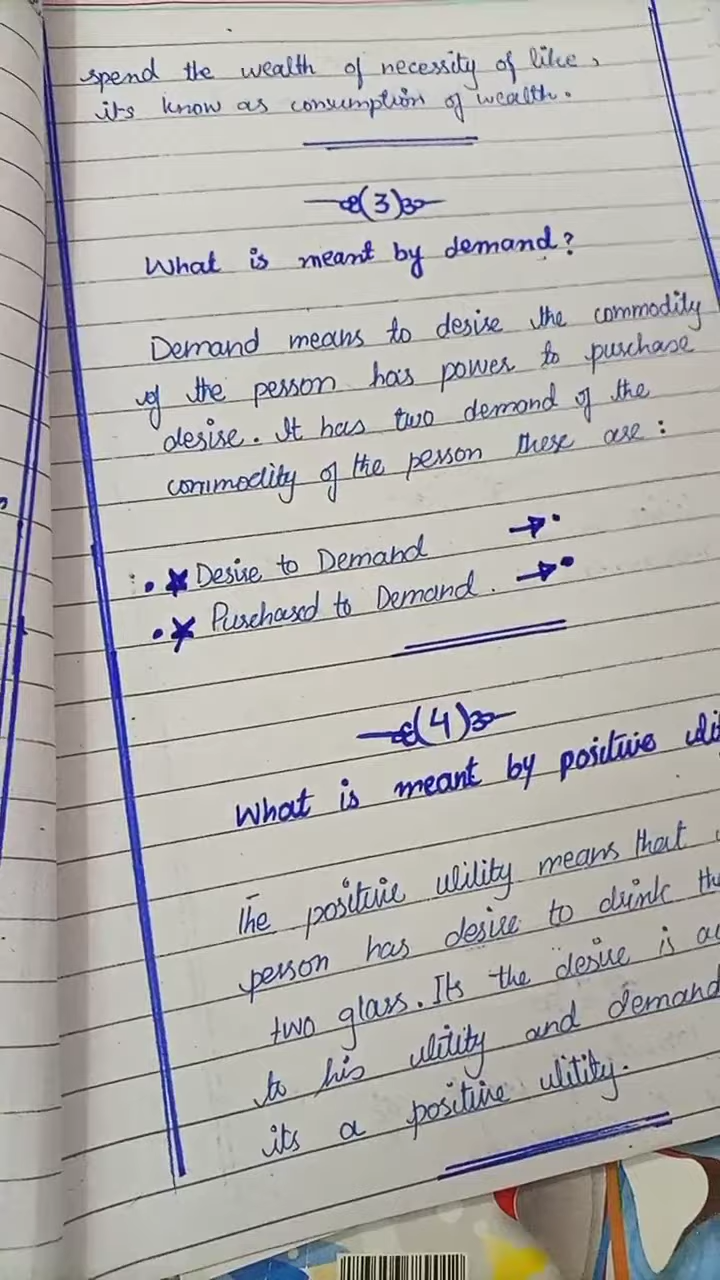 spend the wealth of necessity of like,
its know as consumption of wealth.
(3)
What is meant by demand?
Demand means to desire the commodity
of the person has power to purchase
desire. It has two demand of the
commodity of the person these are:
Desire to Demand
Purchased to Demand.
(4)
What is meant by positive
The positive utility means that
person has desire to drink
two glass. Its the desire is
to his utility and demand
its a positive utility.